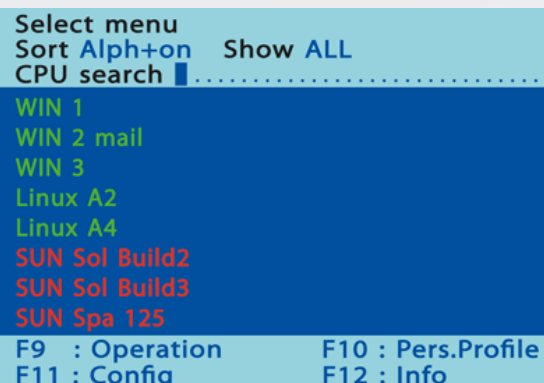 Select menu
Sort Alph+on Show ALL
CPU search ..............................
WIN 1
WIN 2 mail
WIN 3
Linux A2
Linux A4
SUN Sol Build2
SUN Sol Build3
SUN Spa 125
F9 : Operation F10 : Pers.Profile
F11 : Config F12 : Info